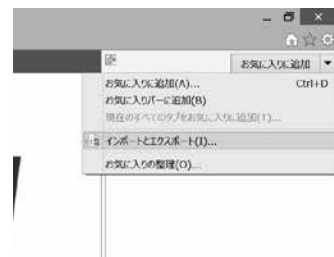 お気に入りに追加
お気に入りに追加(A)... Ctrl+D
お気に入りバーに追加(B)
現在のすべてのタブをお気に入りに追加(T)...
インポートとエクスポート(I)...
お気に入りの整理(O)...